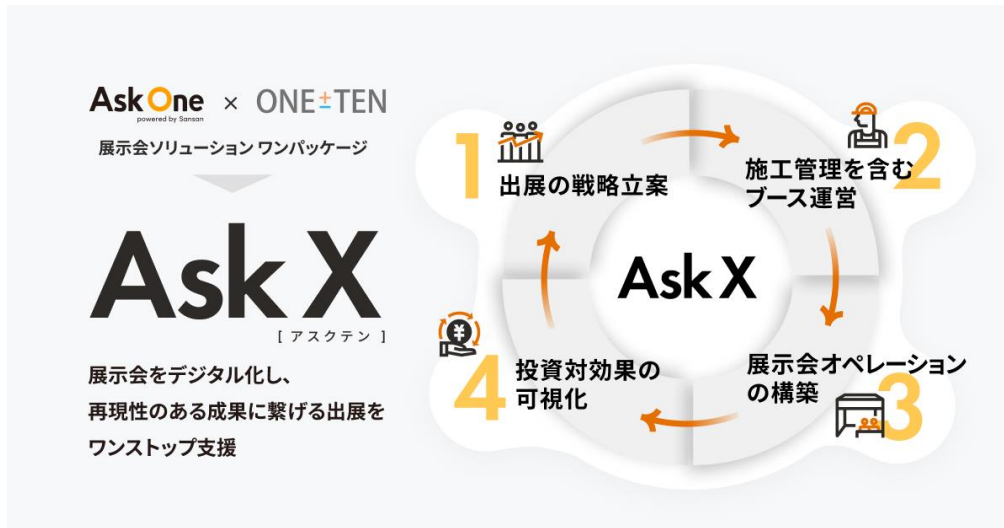 Ask One × ONE±TEN
powered by Sansan
展示会ソリューション ワンパッケージ
Ask X
[ アスクテン ]
展示会をデジタル化し、
再現性のある成果に繋げる出展を
ワンストップ支援
1
出展の戦略立案
2
施工管理を含む
ブース運営
3
展示会オペレーション
の構築
4
¥
投資対効果の
可視化
Ask X